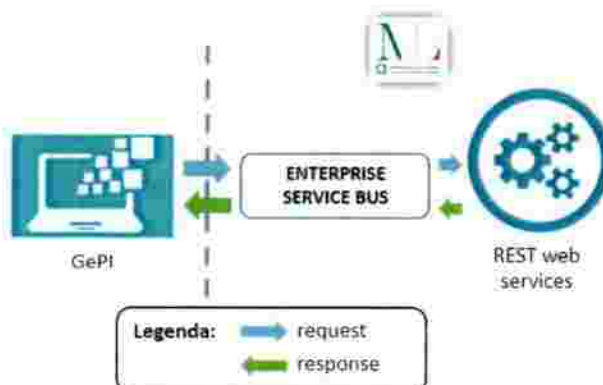 ENTERPRISE
SERVICE BUS
GePI
REST web
services
Legenda:
request
response